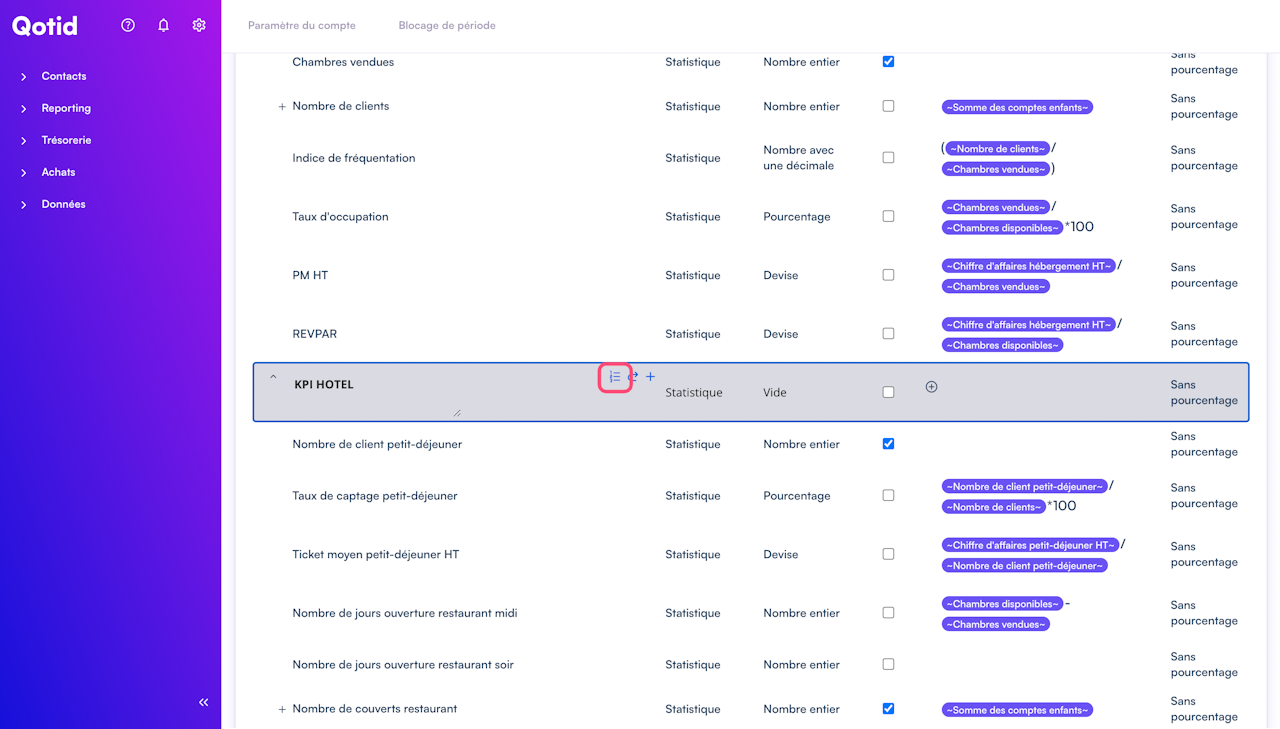 Qotid
Paramètre du compte
Blocage de période
Contacts
Reporting
Trésorerie
Achats
Données
Chambres vendues Statistique Nombre entier Sans
pourcentage
+ Nombre de clients Statistique Nombre entier ~Somme des comptes enfants~ Sans
pourcentage
Indice de fréquentation Statistique Nombre avec
une décimale (~Nombre de clients~ /
~Chambres vendues~ ) Sans
pourcentage
Taux d'occupation Statistique Pourcentage ~Chambres vendues~ /
~Chambres disponibles~ *100 Sans
pourcentage
PM HT Statistique Devise ~Chiffre d'affaires hébergement HT~ /
~Chambres vendues~ Sans
pourcentage
REVPAR Statistique Devise ~Chiffre d'affaires hébergement HT~ /
~Chambres disponibles~ Sans
pourcentage
KPI HOTEL Statistique Vide Sans
pourcentage
Nombre de client petit-déjeuner Statistique Nombre entier Sans
pourcentage
Taux de captage petit-déjeuner Statistique Pourcentage ~Nombre de client petit-déjeuner~ /
~Nombre de clients~ *100 Sans
pourcentage
Ticket moyen petit-déjeuner HT Statistique Devise ~Chiffre d'affaires petit-déjeuner HT~ /
~Nombre de client petit-déjeuner~ Sans
pourcentage
Nombre de jours ouverture restaurant midi Statistique Nombre entier ~Chambres disponibles~ -
~Chambres vendues~ Sans
pourcentage
Nombre de jours ouverture restaurant soir Statistique Nombre entier Sans
pourcentage
+ Nombre de couverts restaurant Statistique Nombre entier ~Somme des comptes enfants~ Sans
pourcentage